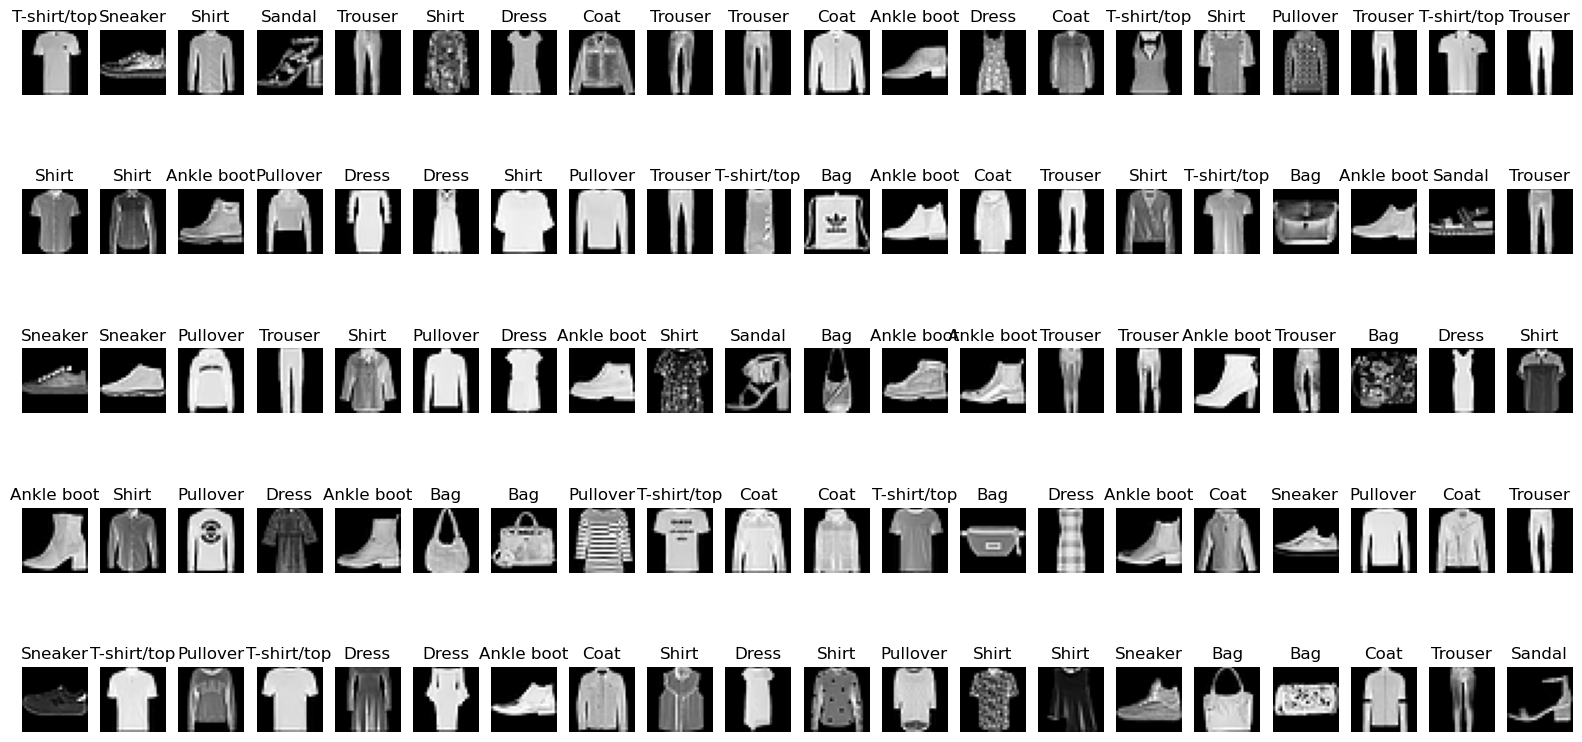 T-shirt/top Sneaker Shirt Sandal Trouser Shirt Dress Coat Trouser Trouser Coat Ankle boot Dress Coat T-shirt/top Shirt Pullover Trouser T-shirt/top Trouser
Shirt Shirt Ankle boot Pullover Dress Dress Shirt Pullover Trouser T-shirt/top Bag Ankle boot Coat Trouser Shirt T-shirt/top Bag Ankle boot Sandal Trouser
Sneaker Sneaker Pullover Trouser Shirt Pullover Dress Ankle boot Shirt Sandal Bag Ankle boot Ankle boot Trouser Trouser Ankle boot Trouser Bag Dress Shirt
Ankle boot Shirt Pullover Dress Ankle boot Bag Bag Pullover T-shirt/top Coat Coat T-shirt/top Bag Dress Ankle boot Coat Sneaker Pullover Coat Trouser
Sneaker T-shirt/top Pullover T-shirt/top Dress Dress Ankle boot Coat Shirt Dress Shirt Pullover Shirt Shirt Sneaker Bag Bag Coat Trouser Sandal